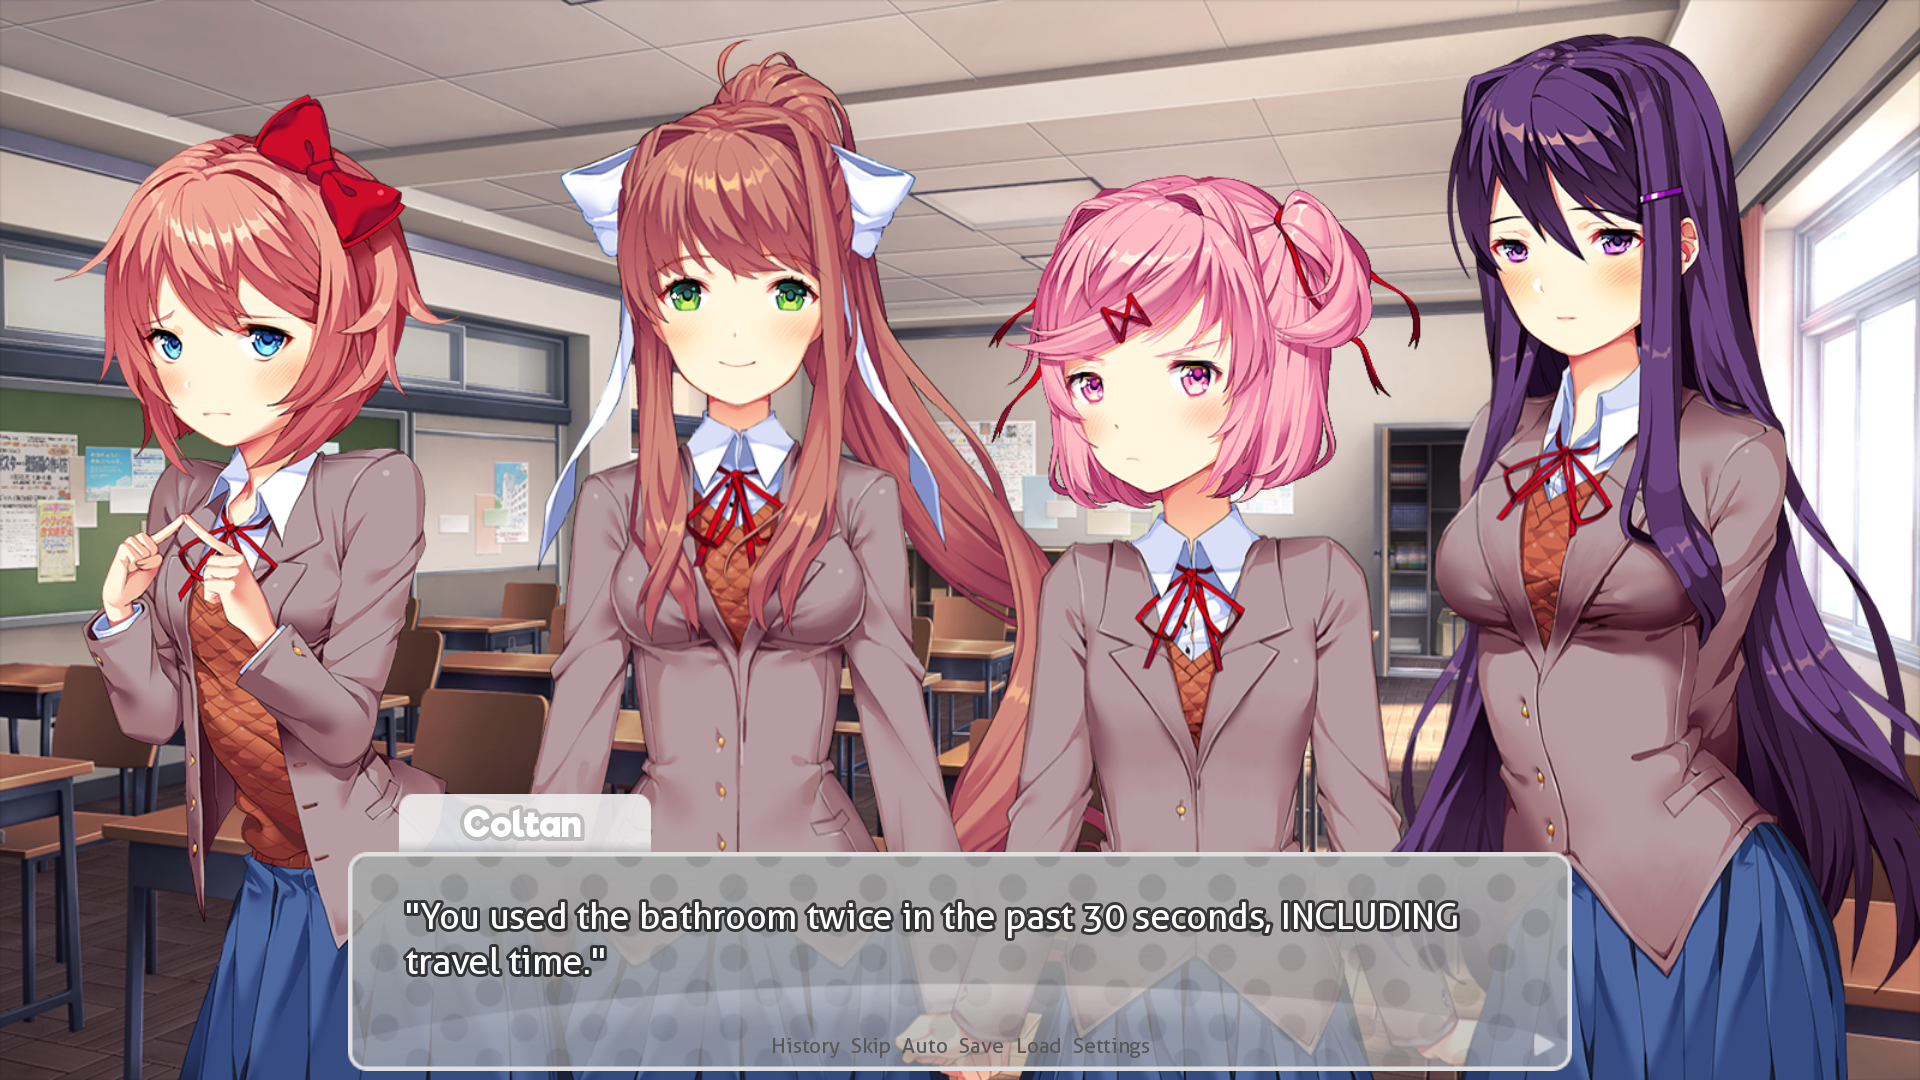 Coltan
"You used the bathroom twice in the past 30 seconds, INCLUDING
travel time."
History Skip Auto Save Load Settings